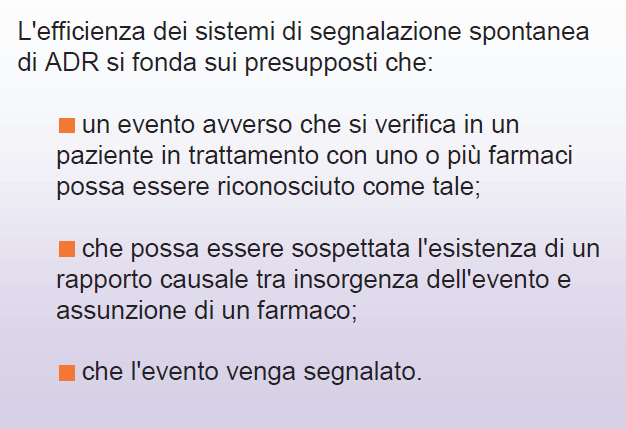 L'efficienza dei sistemi di segnalazione spontanea
di ADR si fonda sui presupposti che:
un evento avverso che si verifica in un
paziente in trattamento con uno o più farmaci
possa essere riconosciuto come tale;
che possa essere sospettata l'esistenza di un
rapporto causale tra insorgenza dell'evento e
assunzione di un farmaco;
che l'evento venga segnalato.